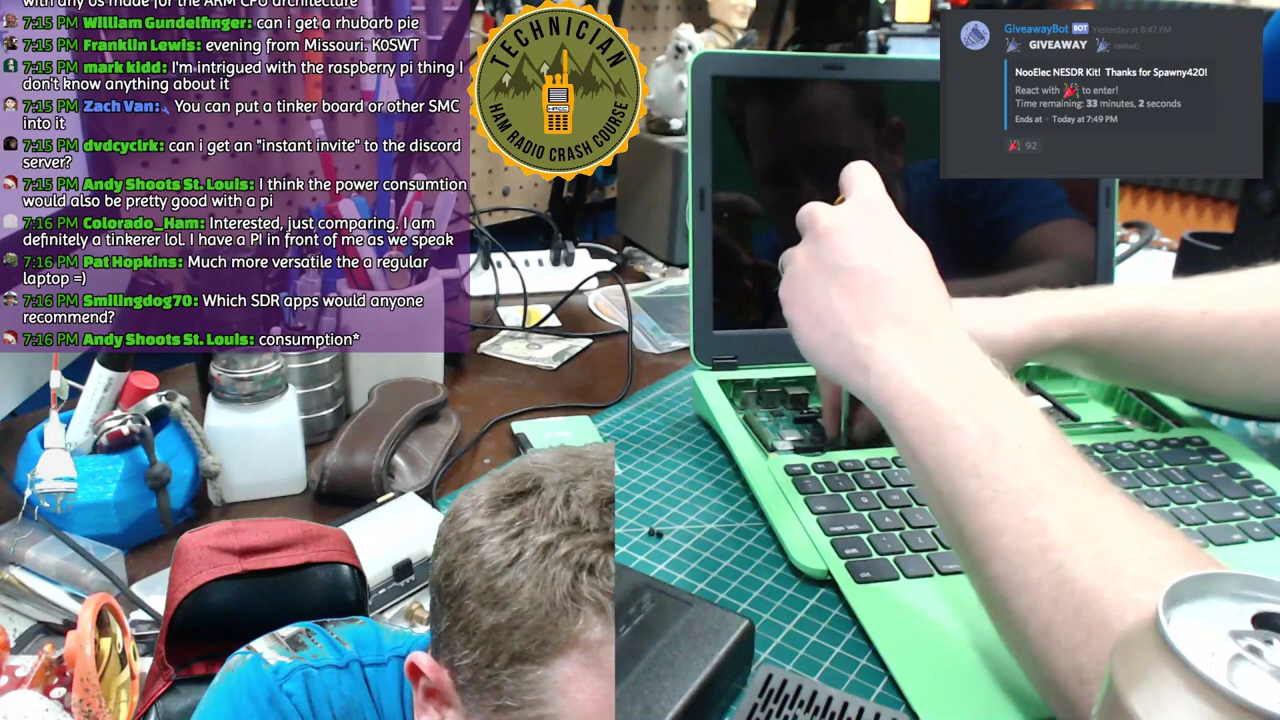 with any os made for the ARM CPU architecture
7:15 PM William Gundelfinger: can i get a rhubarb pie
7:15 PM Franklin Lewis: evening from Missouri. K0SWT
7:15 PM mark kidd: I'm intrigued with the raspberry pi thing I
don't know anything about it
7:15 PM Zach Van: You can put a tinker board or other SMC
into it
7:15 PM dvdcyclrk: can i get an "instant invite" to the discord
server?
7:15 PM Andy Shoots St. Louis: I think the power consumtion
would also be pretty good with a pi
7:16 PM Colorado_Ham: Interested, just comparing. I am
definitely a tinkerer lol. I have a PI in front of me as we speak
7:16 PM Pat Hopkins: Much more versatile the a regular
laptop =)
7:16 PM Smilingdog70: Which SDR apps would anyone
recommend?
7:16 PM Andy Shoots St. Louis: consumption*
TECHNICIAN
HRCC
HAM RADIO CRASH COURSE
GiveawayBot BOT Yesterday at 8:47 PM
GIVEAWAY (edited)
NooElec NESDR Kit! Thanks for Spawny420!
React with 🎉 to enter!
Time remaining: 33 minutes, 2 seconds
Ends at • Today at 7:49 PM
🎉 92